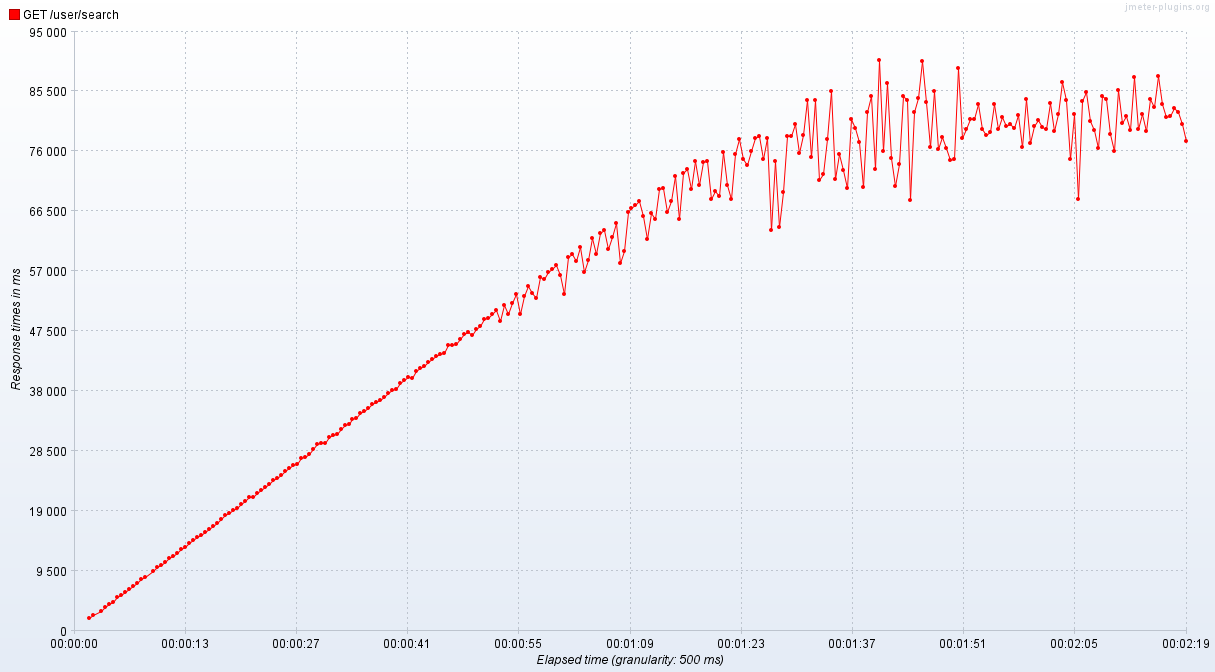 GET /user/search
jmeter-plugins.org
95 000
85 500
76 000
66 500
57 000
47 500
38 000
28 500
19 000
9 500
0
Response times in ms
00:00:00 00:00:13 00:00:27 00:00:41 00:00:55 00:01:09 00:01:23 00:01:37 00:01:51 00:02:05 00:02:19
Elapsed time (granularity: 500 ms)